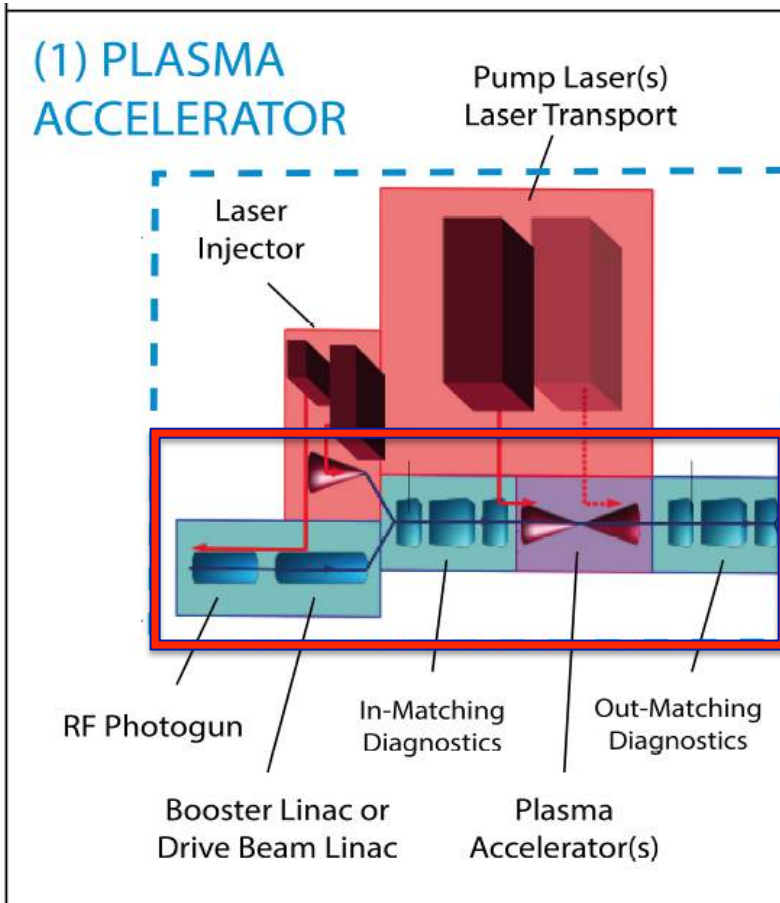 (1) PLASMA
ACCELERATOR
Pump Laser(s)
Laser Transport
Laser
Injector
RF Photogun
In-Matching
Diagnostics
Out-Matching
Diagnostics
Booster Linac or
Drive Beam Linac
Plasma
Accelerator(s)